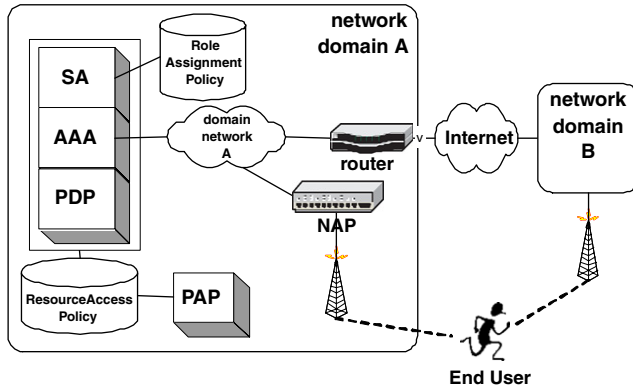 network
domain A
Role
Assignment
Policy
SA
AAA
PDP
domain
network
A
router
v
Internet
network
domain
B
NAP
ResourceAccess
Policy
PAP
End User